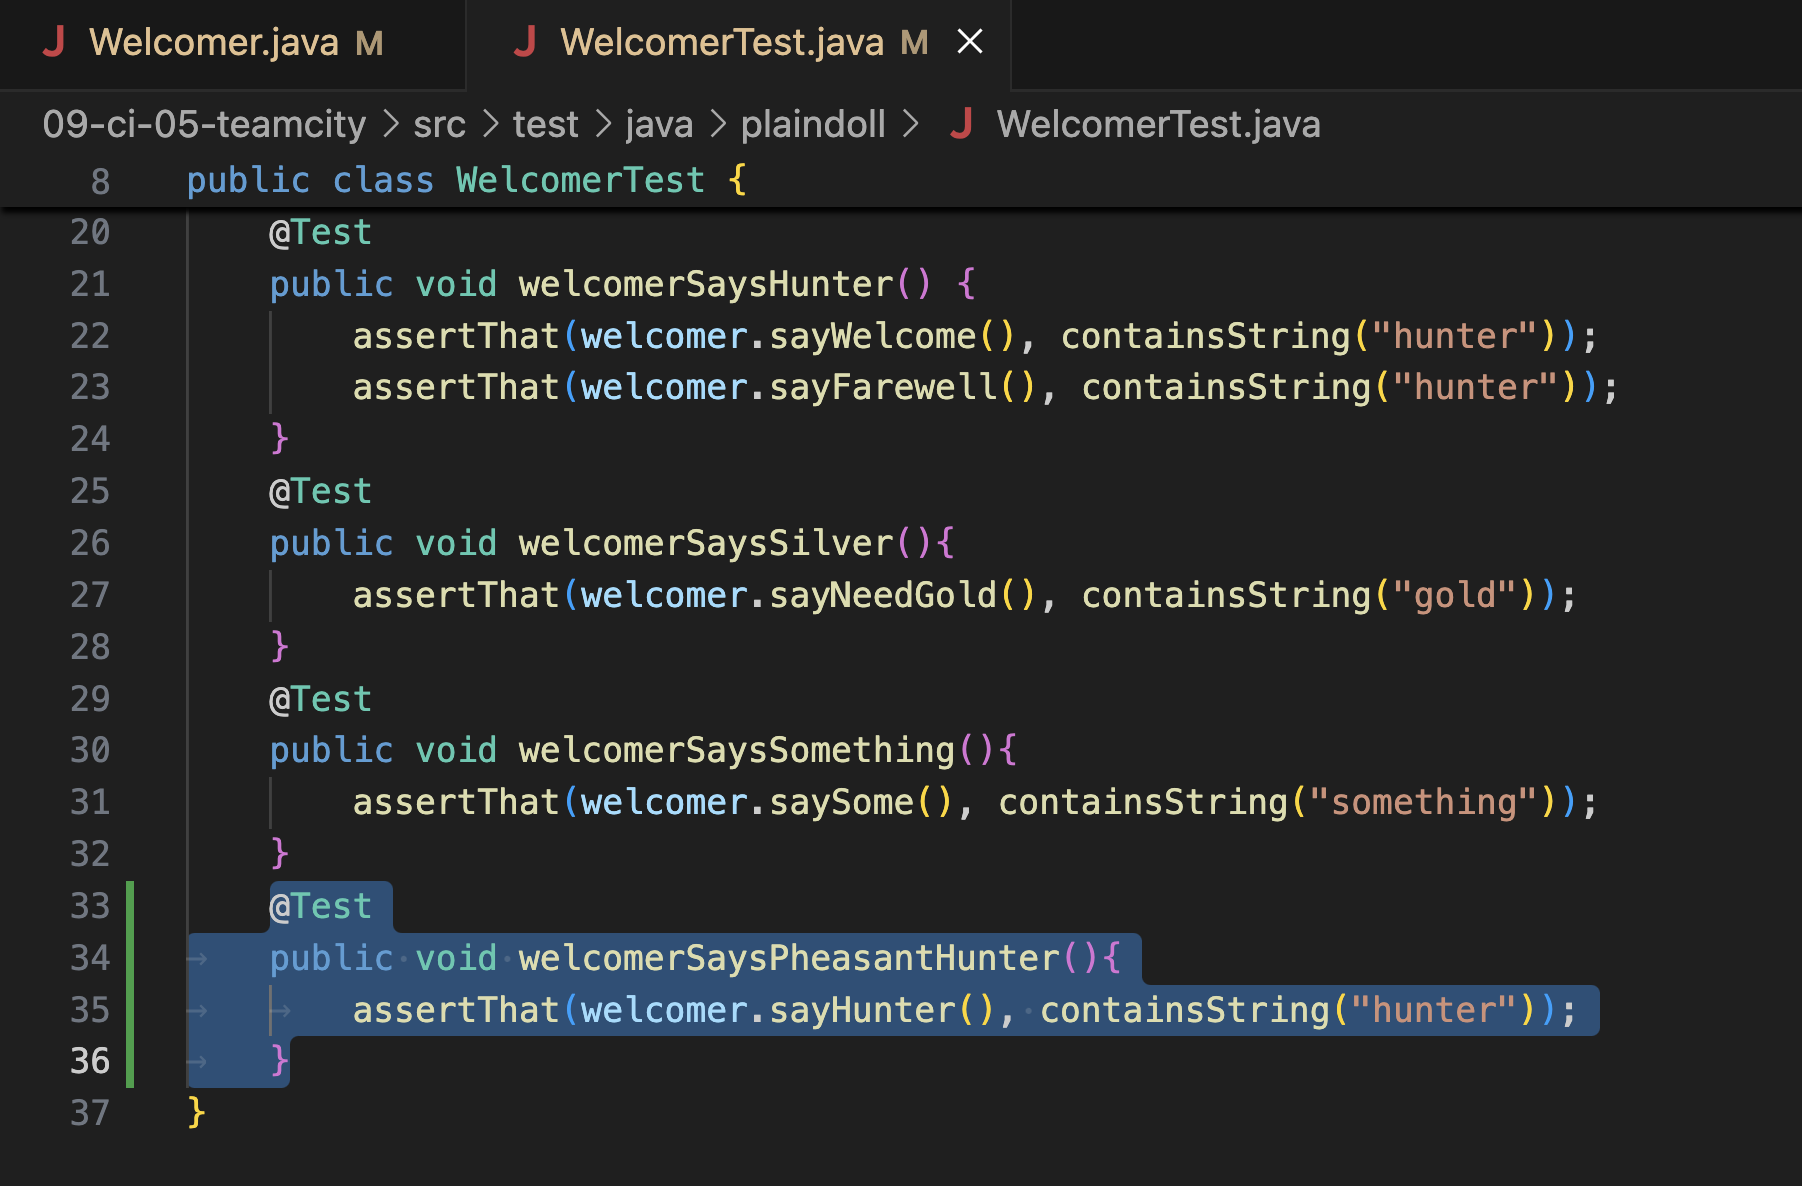 Welcomer.java M
WelcomerTest.java M
09-ci-05-teamcity > src > test > java > plaindoll > WelcomerTest.java
8 public class WelcomerTest {
20 @Test
21 public void welcomerSaysHunter() {
22 assertThat(welcomer.sayWelcome(), containsString("hunter"));
23 assertThat(welcomer.sayFarewell(), containsString("hunter"));
24 }
25 @Test
26 public void welcomerSaysSilver(){
27 assertThat(welcomer.sayNeedGold(), containsString("gold"));
28 }
29 @Test
30 public void welcomerSaysSomething(){
31 assertThat(welcomer.saySome(), containsString("something"));
32 }
33 @Test
34 public void welcomerSaysPheasantHunter(){
35 assertThat(welcomer.sayHunter(), containsString("hunter"));
36 }
37 }